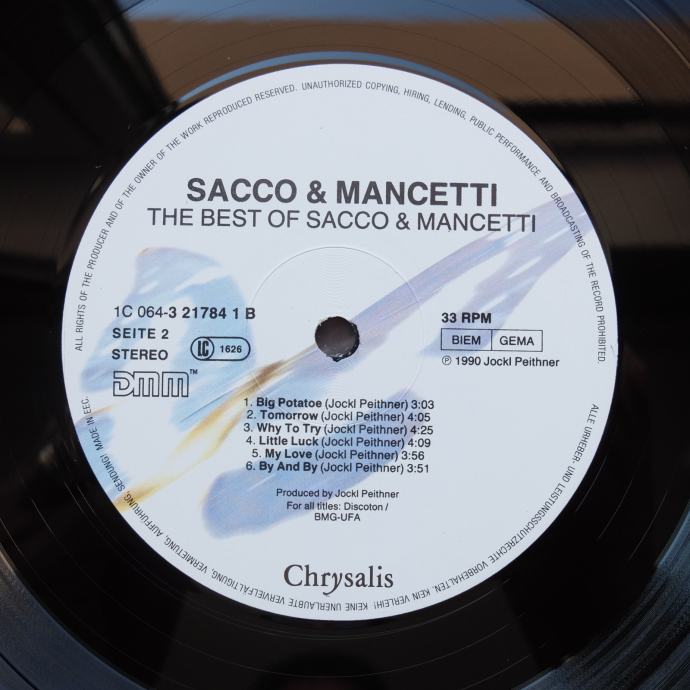 ALL RIGHTS OF THE PRODUCER AND OF THE OWNER OF THE WORK REPRODUCED RESERVED. UNAUTHORIZED COPYING, HIRING, LENDING, PUBLIC PERFORMANCE AND BROADCASTING OF THE RECORD PROHIBITED.
SACCO & MANCETTI
THE BEST OF SACCO & MANCETTI
1C 064-3 21784 1 B
SEITE 2
STEREO
LC 1626
DMM™
33 RPM
BIEM GEMA
℗ 1990 Jockl Peithner
1. Big Potatoe (Jockl Peithner) 3:03
2. Tomorrow (Jockl Peithner) 4:05
3. Why To Try (Jockl Peithner) 4:25
4. Little Luck (Jockl Peithner) 4:09
5. My Love (Jockl Peithner) 3:56
6. By And By (Jockl Peithner) 3:51
Produced by Jockl Peithner
For all titles: Discoton /
BMG-UFA
Chrysalis
ALLE URHEBER- UND LEISTUNGSSCHUTZRECHTE VORBEHALTEN. KEIN VERLEIH! KEINE UNERLAUBTE VERVIELFÄLTIGUNG, VERMIETUNG, AUFFÜHRUNG, SENDUNG! MADE IN EEC.